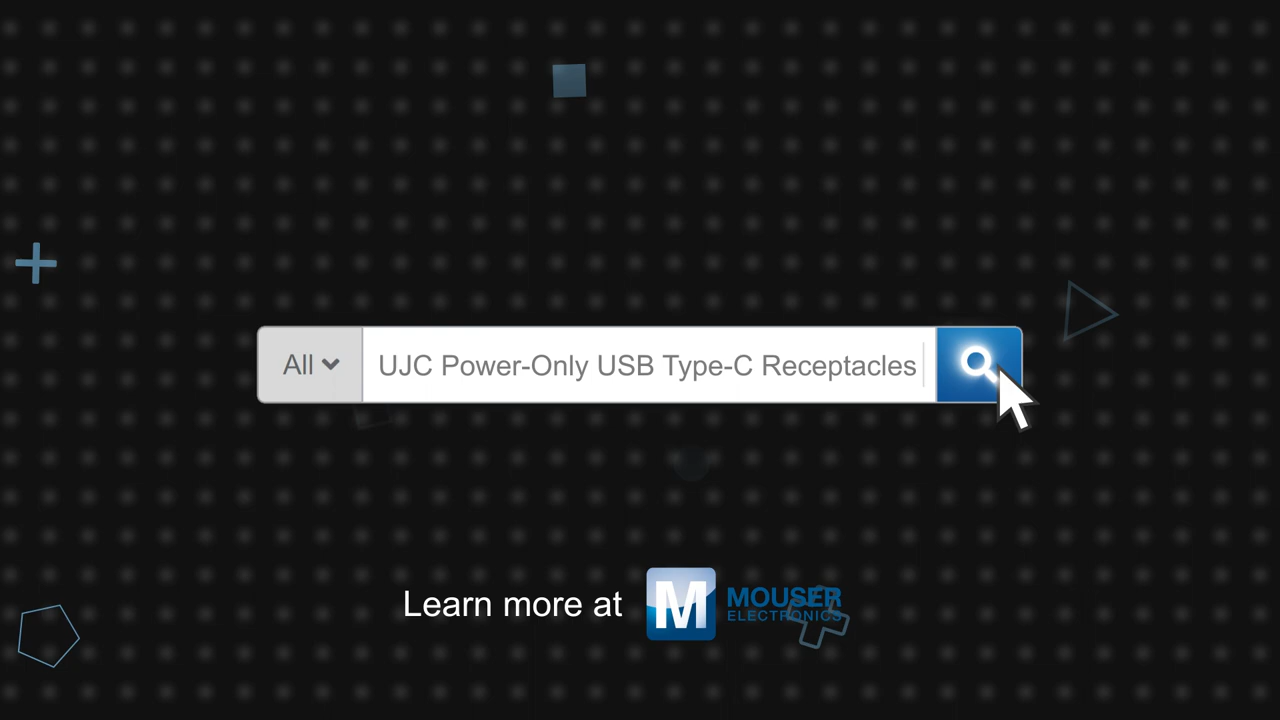 All
UJC Power-Only USB Type-C Receptacles
Learn more at
M
MOUSER
ELECTRONICS